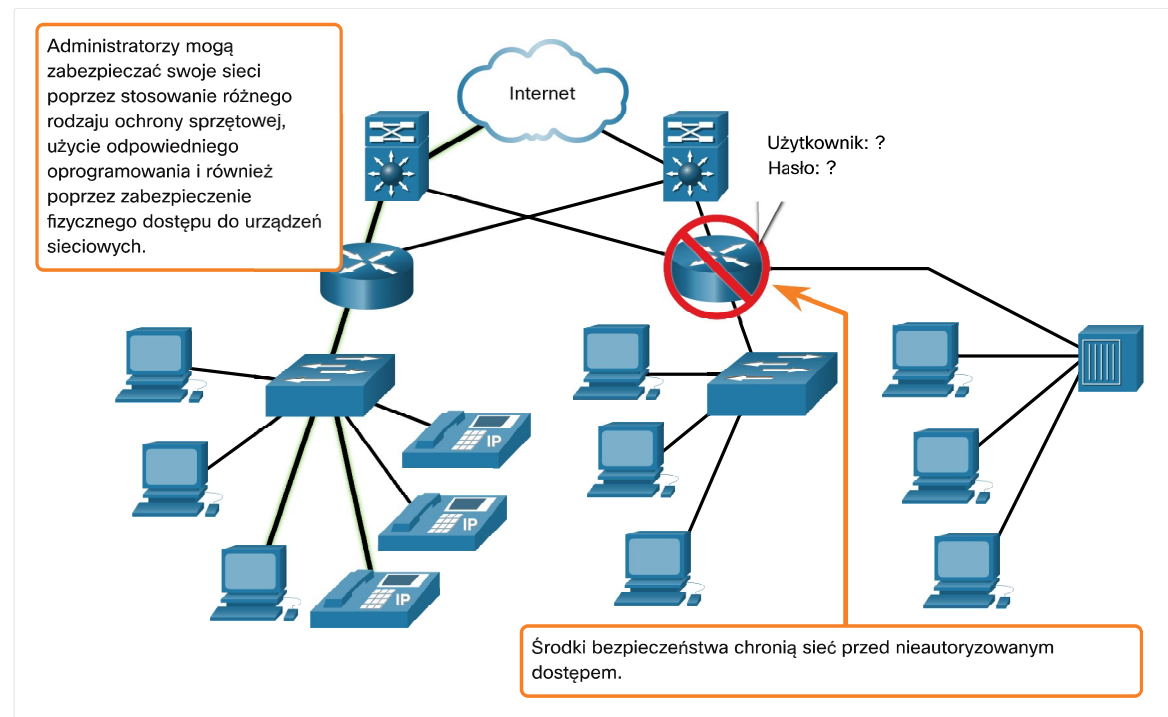 Administratorzy mogą
zabezpieczać swoje sieci
poprzez stosowanie różnego
rodzaju ochrony sprzętowej,
użycie odpowiedniego
oprogramowania i również
poprzez zabezpieczenie
fizycznego dostępu do urządzeń
sieciowych.
Internet
Użytkownik: ?
Hasło: ?
IP
IP
IP
Środki bezpieczeństwa chronią sieć przed nieautoryzowanym
dostępem.